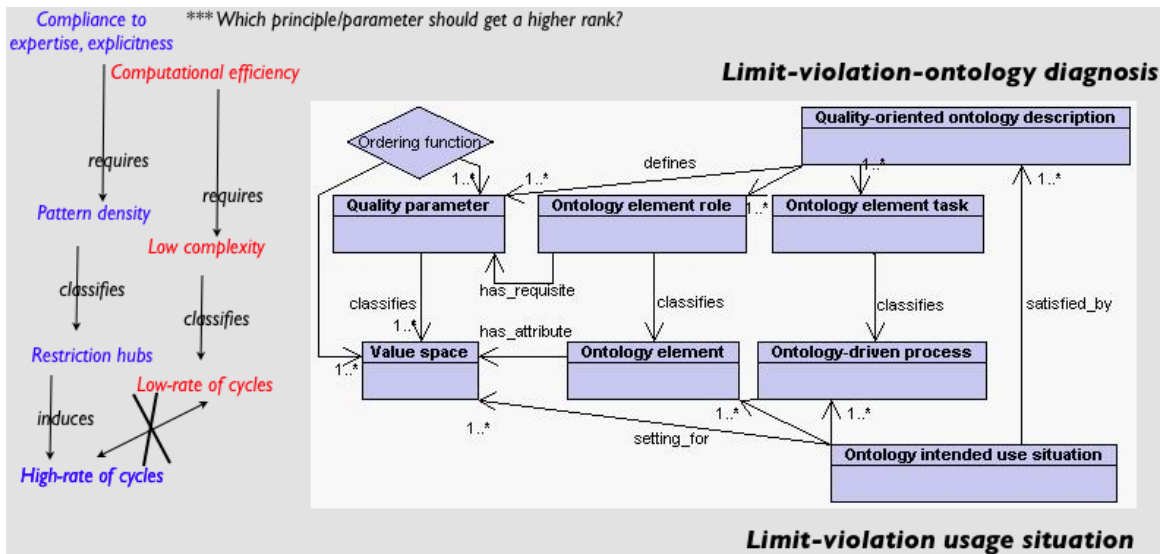 Compliance to
expertise, explicitness
*** Which principle/parameter should get a higher rank?
Computational efficiency
Limit-violation-ontology diagnosis
requires
requires
Pattern density
Low complexity
classifies
classifies
Restriction hubs
Low-rate of cycles
induces
High-rate of cycles
Ordering function
Quality-oriented ontology description
defines
1..*
1..*
1..*
1..*
1..*
Quality parameter
Ontology element role
Ontology element task
has_requisite
classifies
classifies
classifies
satisfied_by
1..*
has_attribute
Value space
Ontology element
Ontology-driven process
1..*
1..*
1..*
1..*
setting_for
Ontology intended use situation
Limit-violation usage situation